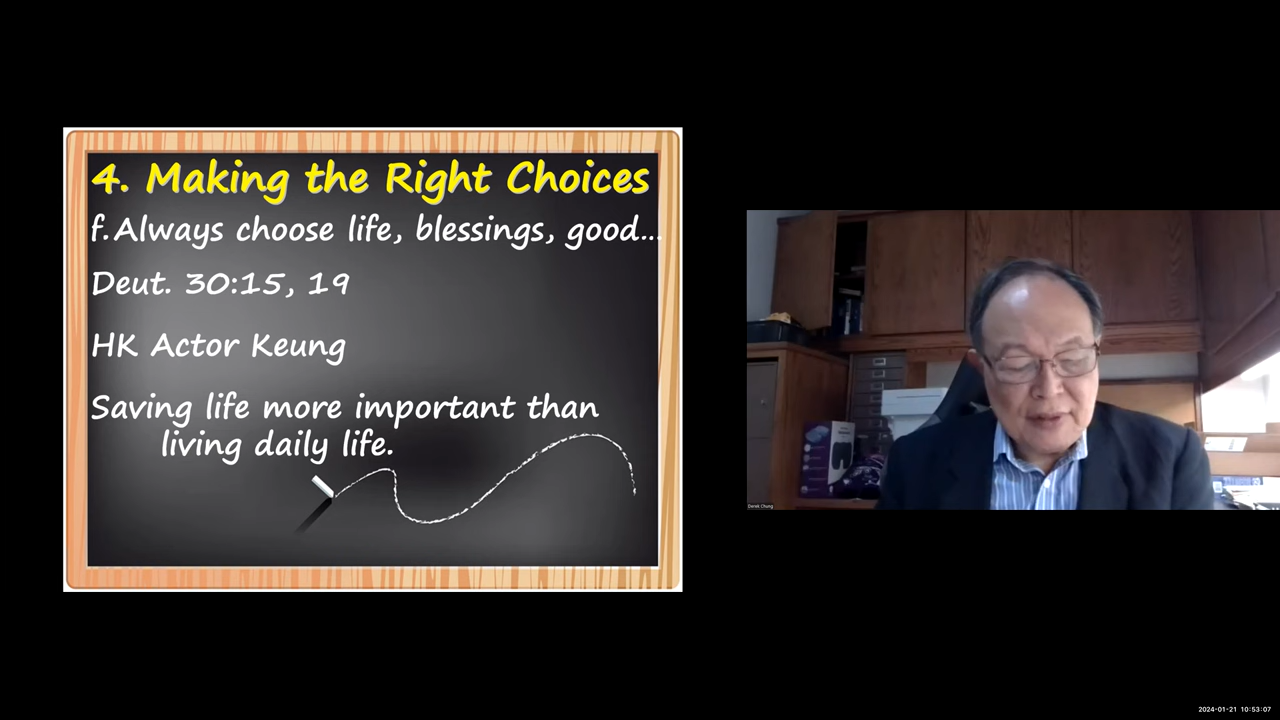 4. Making the Right Choices
f. Always choose life, blessings, good...
Deut. 30:15, 19
HK Actor Keung
Saving life more important than
living daily life.
Derek Chung
2024-01-21 10:53:07